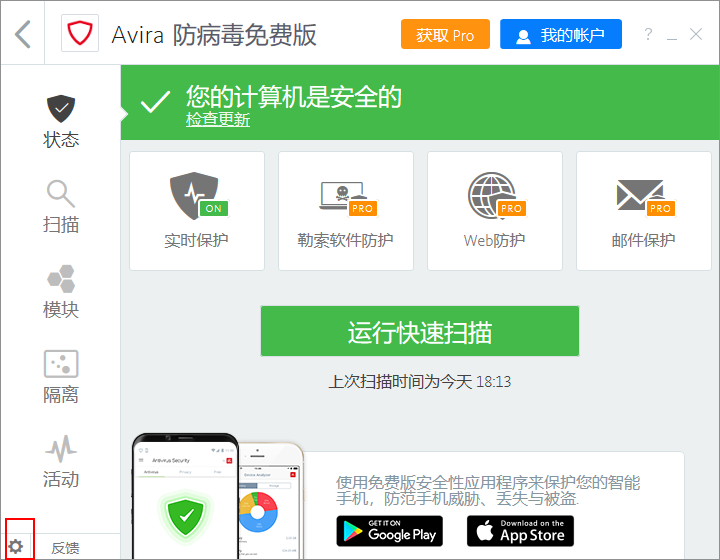 Avira 防病毒免费版
获取 Pro
我的帐户
?
状态
扫描
模块
隔离
活动
反馈
您的计算机是安全的
检查更新
ON
实时保护
PRO
勒索软件防护
PRO
Web防护
PRO
邮件保护
运行快速扫描
上次扫描时间为今天 18:13
Antivirus Security
Antivirus
Privacy
Free
使用免费版安全性应用程序来保护您的智能
手机，防范手机威胁、丢失与被盗.
GET IT ON
Google Play
Download on the
App Store